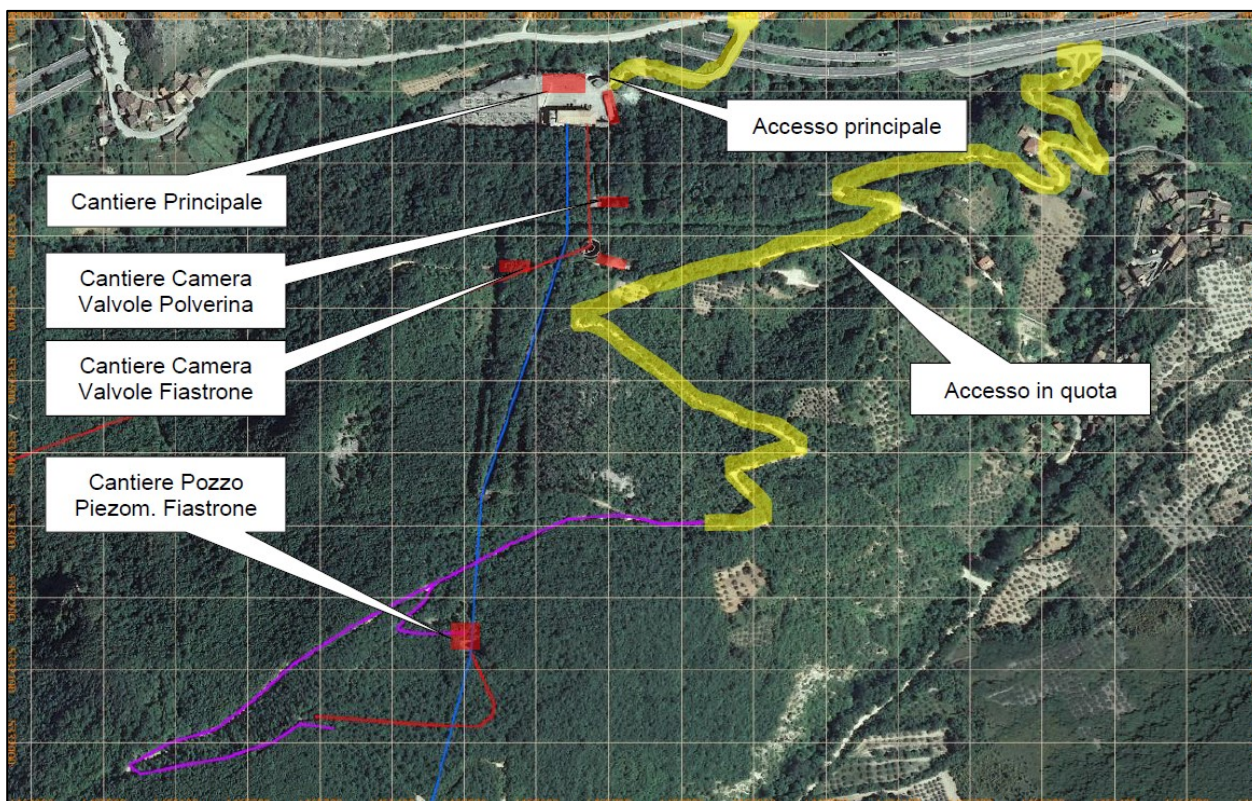 Accesso principale
Cantiere Principale
Cantiere Camera
Valvole Polverina
Cantiere Camera
Valvole Fiastrone
Accesso in quota
Cantiere Pozzo
Piezom. Fiastrone